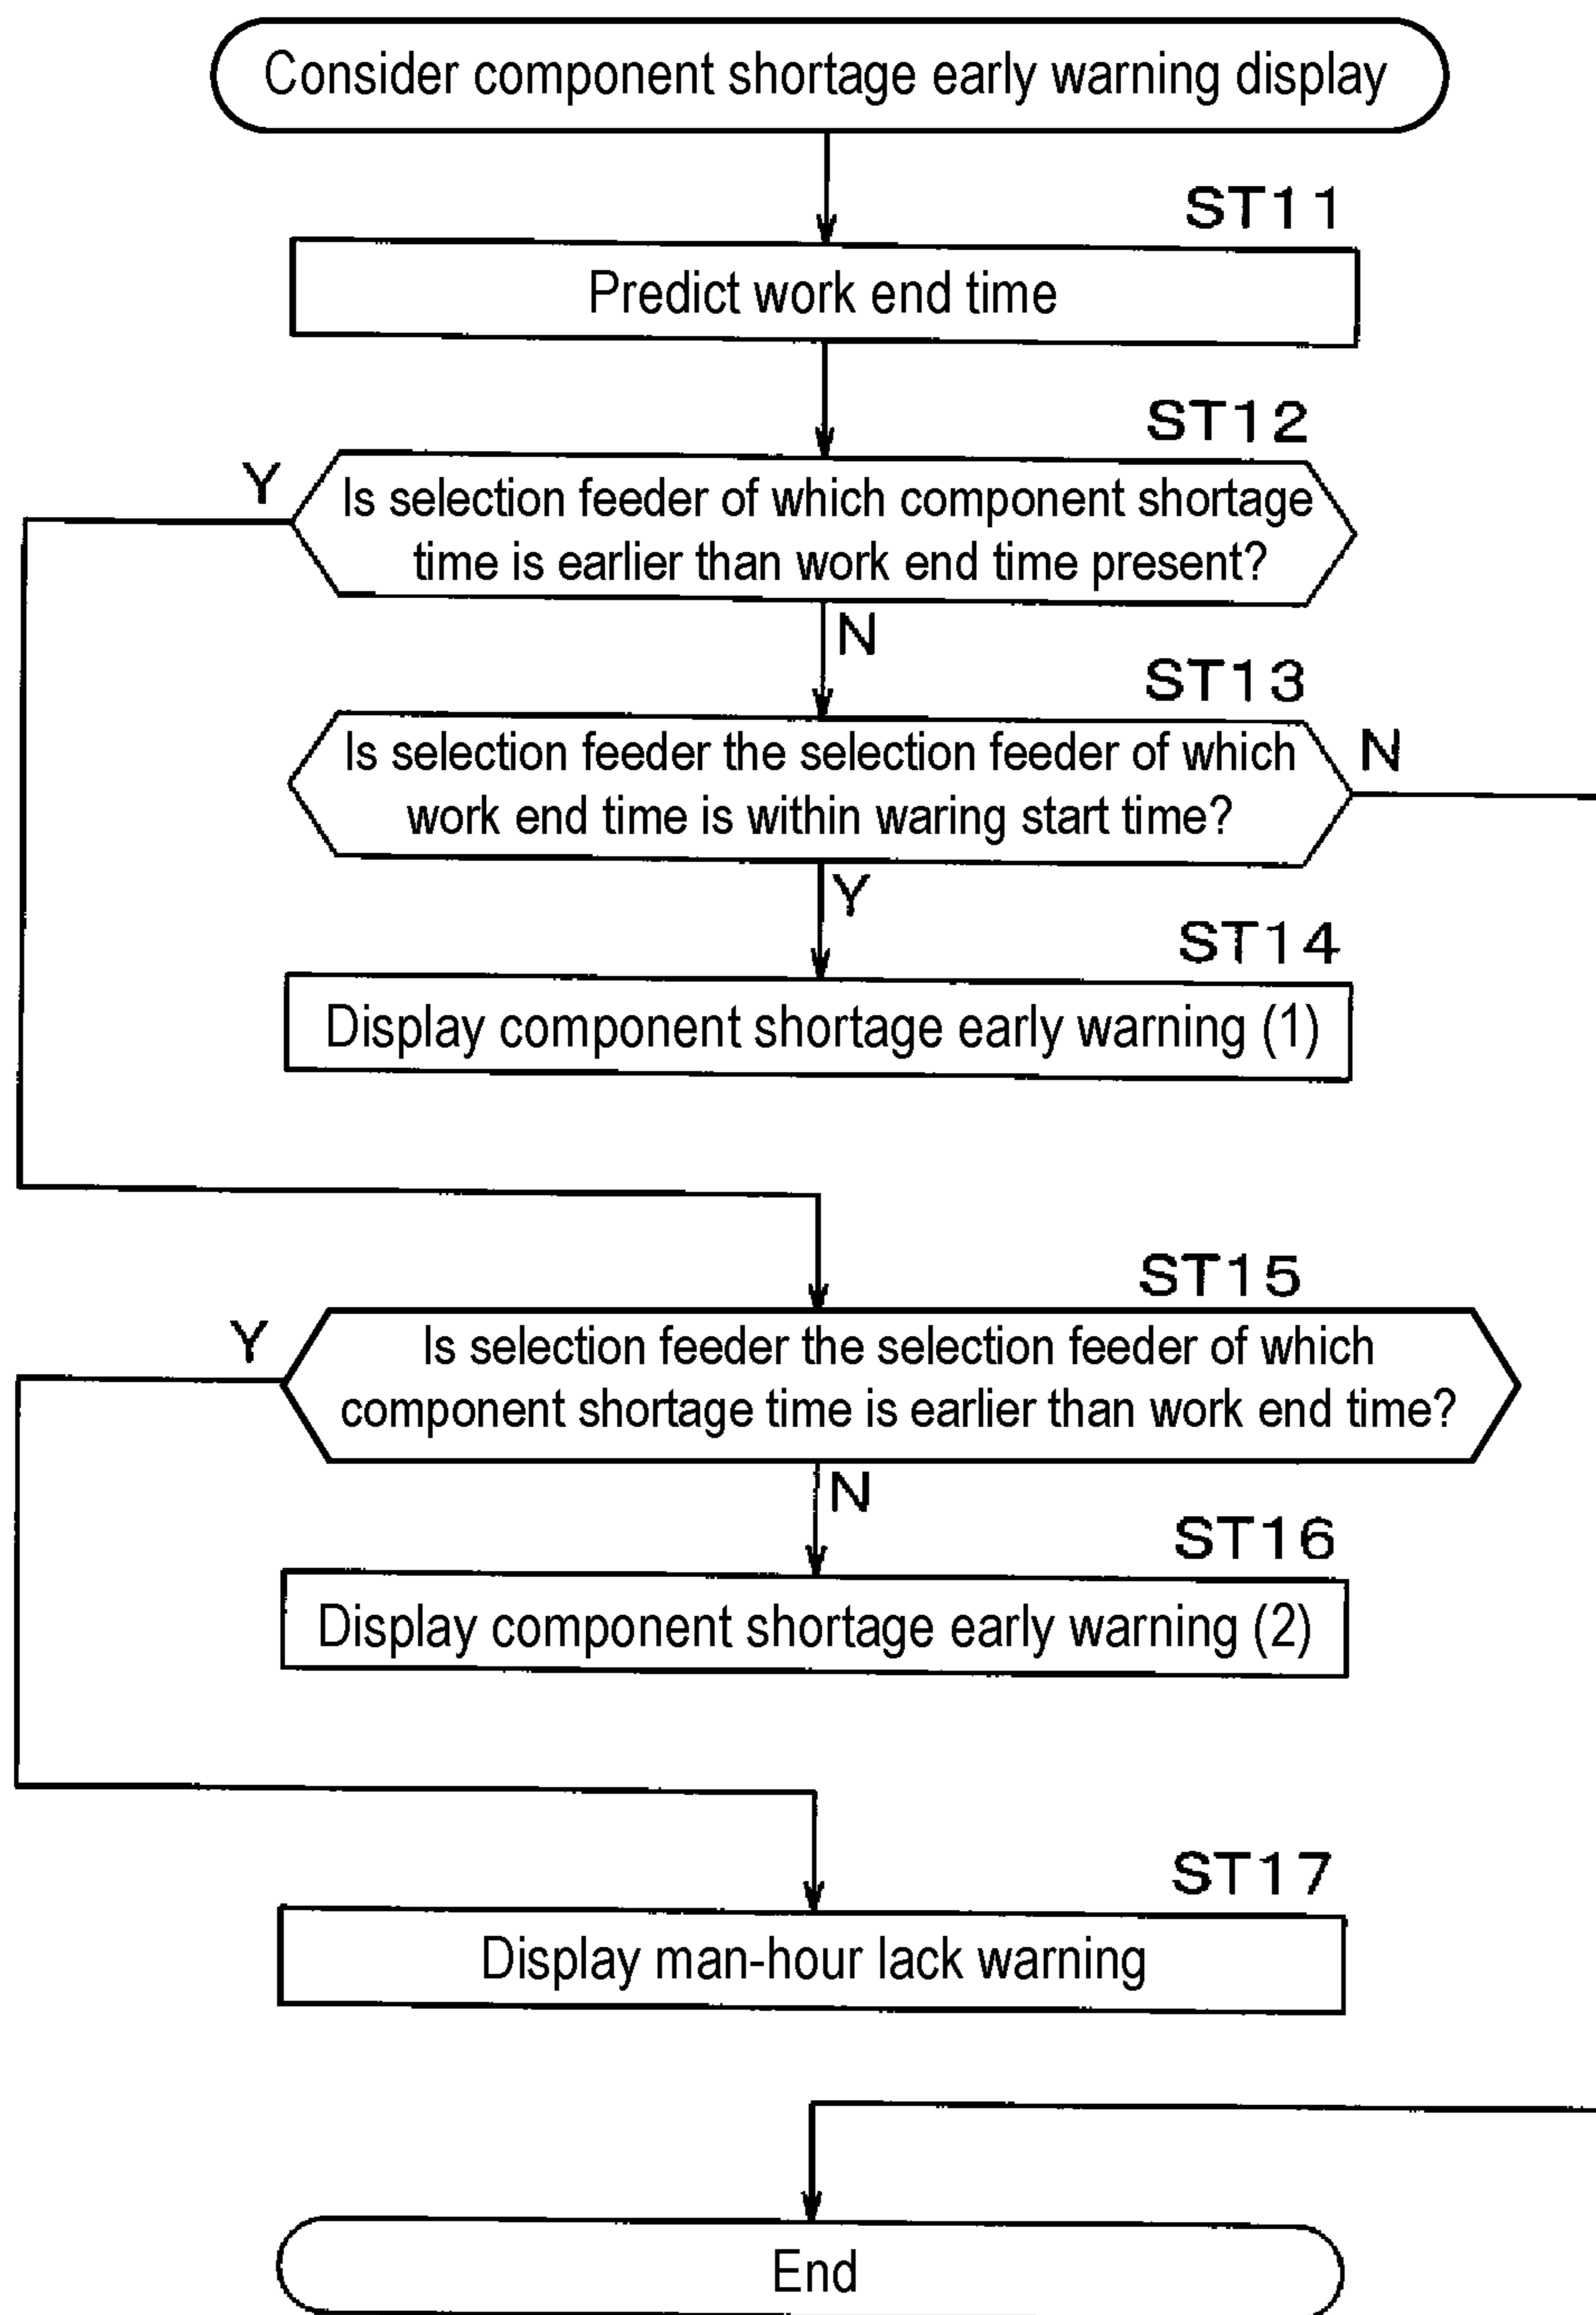 Consider component shortage early warning display
ST11
Predict work end time
ST12
Y
Is selection feeder of which component shortage
time is earlier than work end time present?
N
ST13
Is selection feeder the selection feeder of which
N
work end time is within waring start time?
Y
ST14
Display component shortage early warning (1)
ST15
Y
Is selection feeder the selection feeder of which
component shortage time is earlier than work end time?
N
ST16
Display component shortage early warning (2)
ST17
Display man-hour lack warning
End